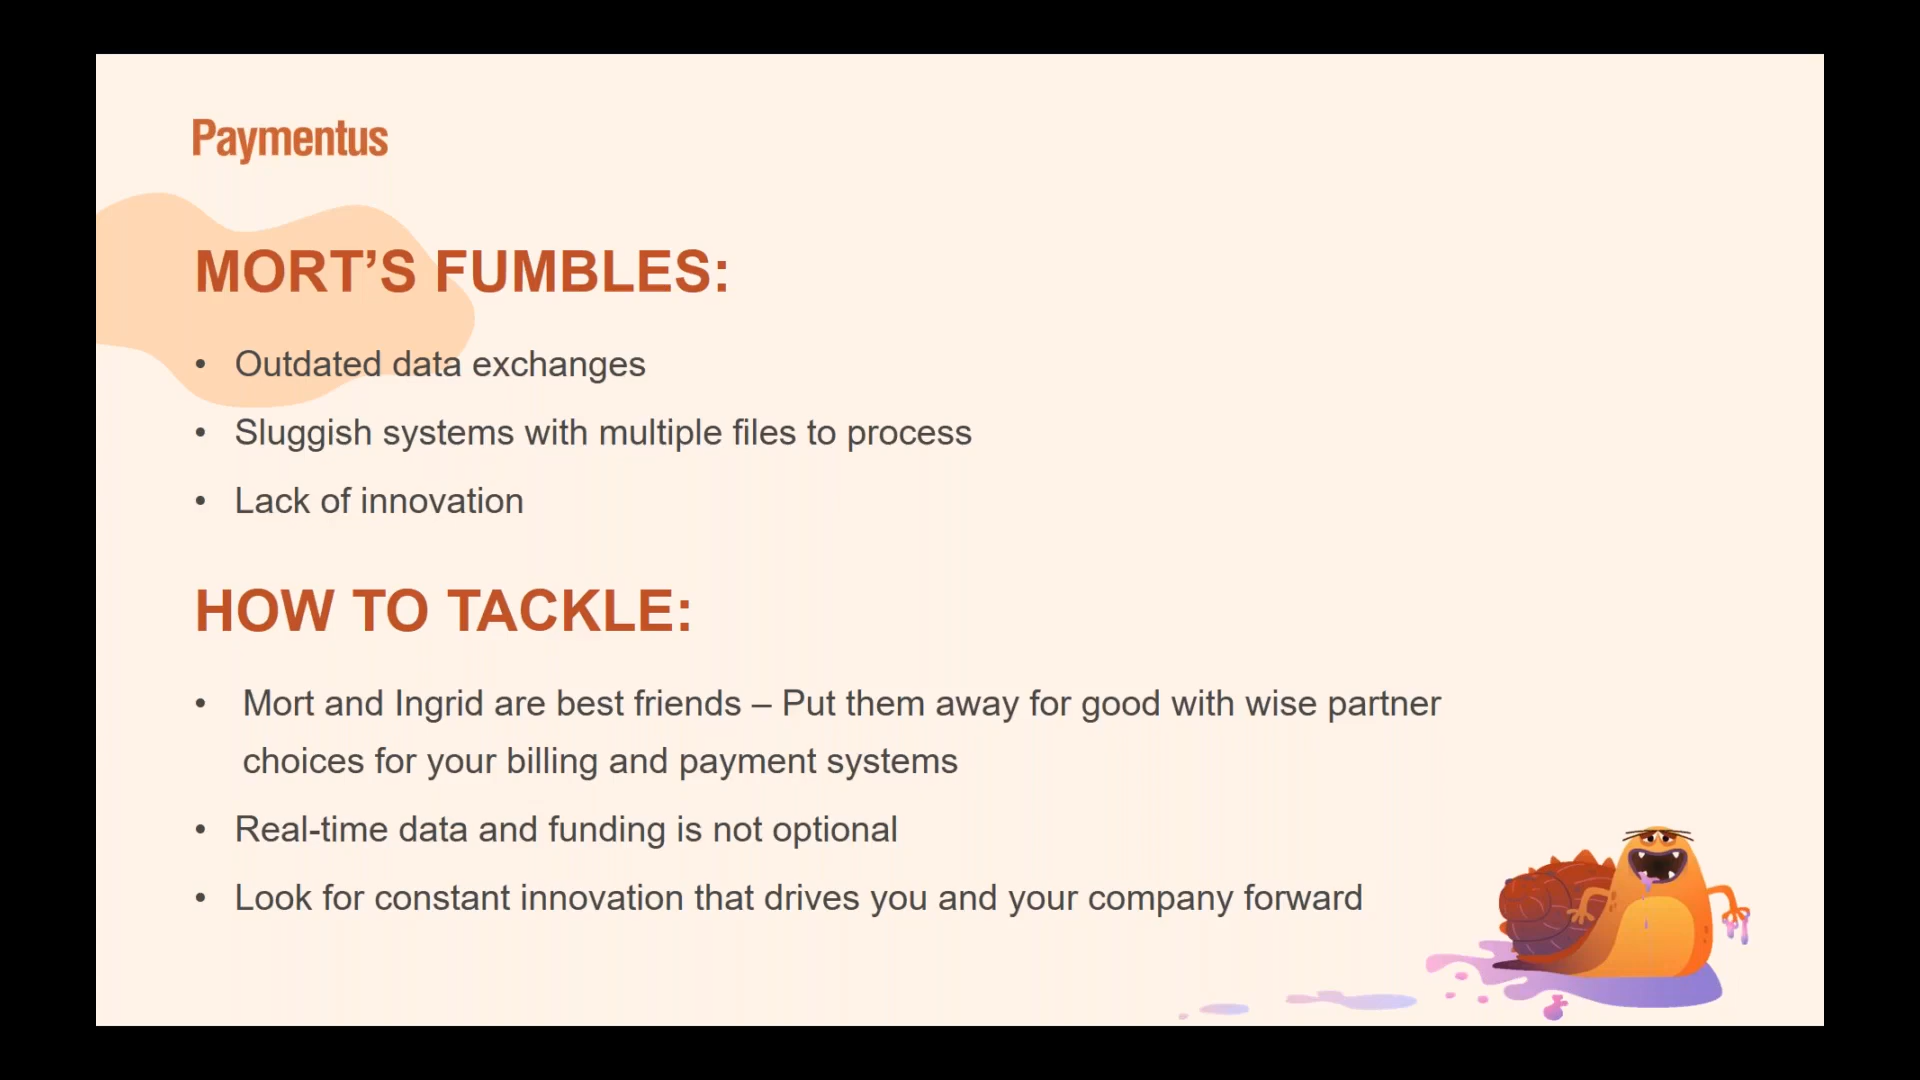 Paymentus
MORT’S FUMBLES:
• Outdated data exchanges
• Sluggish systems with multiple files to process
• Lack of innovation
HOW TO TACKLE:
• Mort and Ingrid are best friends – Put them away for good with wise partner
choices for your billing and payment systems
• Real-time data and funding is not optional
• Look for constant innovation that drives you and your company forward